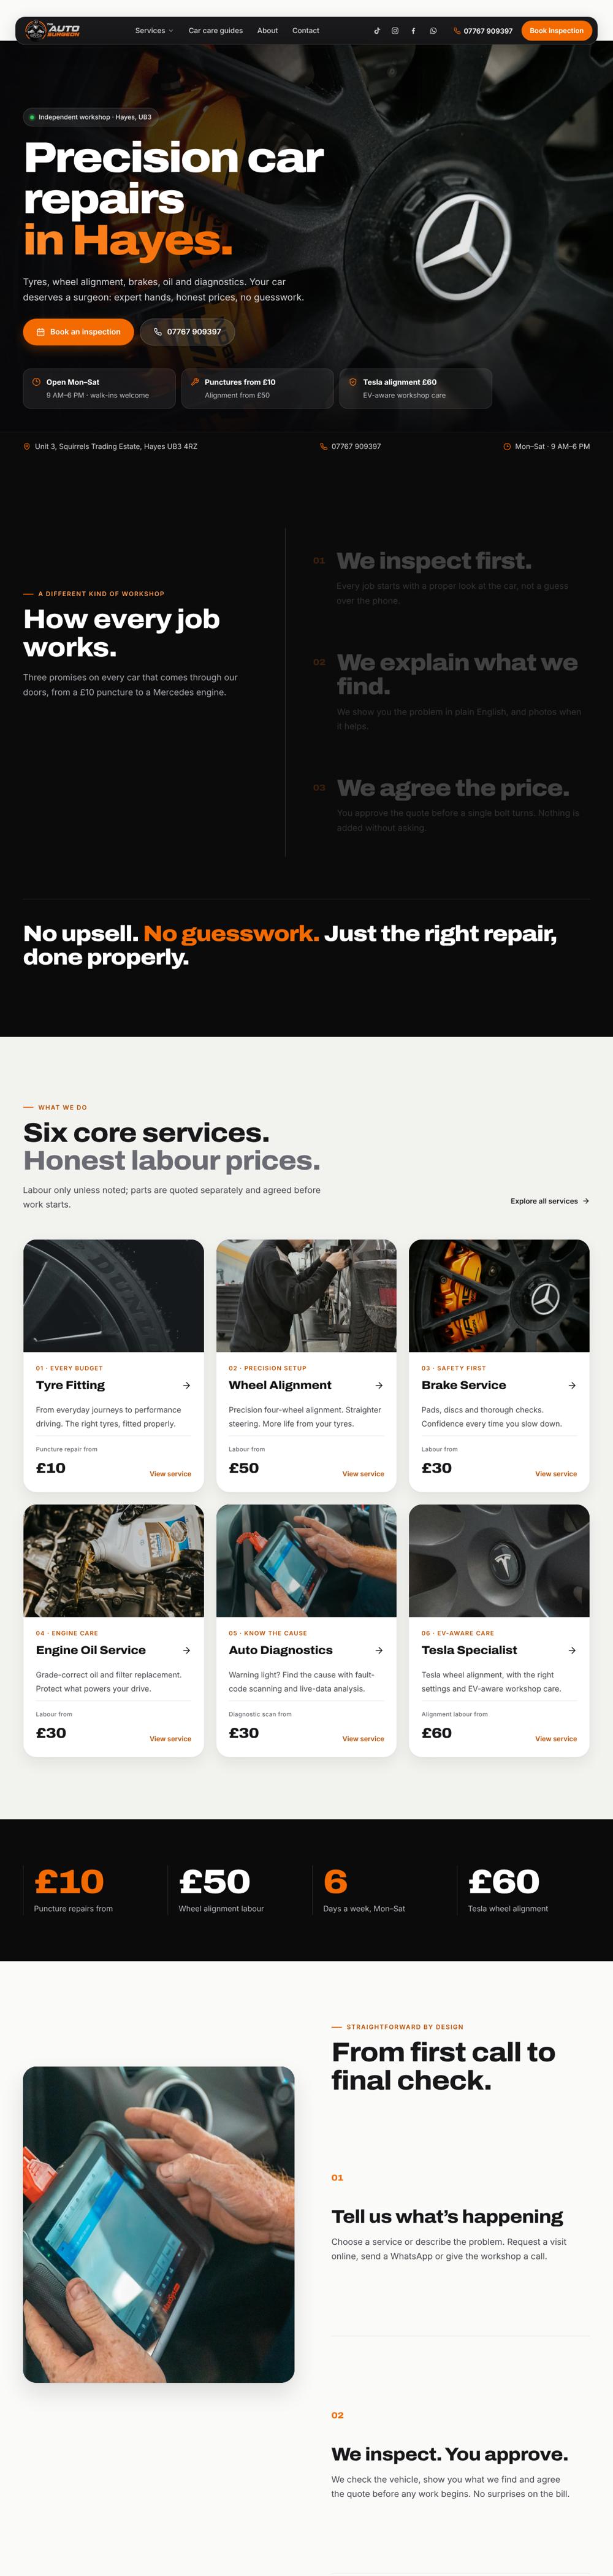 THE AUTO SURGEON
Services
Car care guides
About
Contact
07767 909397
Book inspection
Independent workshop · Hayes, UB3
Precision car
repairs
in Hayes.
Tyres, wheel alignment, brakes, oil and diagnostics. Your car
deserves a surgeon: expert hands, honest prices, no guesswork.
Book an inspection
07767 909397
Open Mon–Sat
9 AM–6 PM · walk-ins welcome
Punctures from £10
Alignment from £50
Tesla alignment £60
EV-aware workshop care
Unit 3, Squirrels Trading Estate, Hayes UB3 4RZ
07767 909397
Mon–Sat · 9 AM–6 PM
A DIFFERENT KIND OF WORKSHOP
How every job
works.
Three promises on every car that comes through our
doors, from a £10 puncture to a Mercedes engine.
01
We inspect first.
Every job starts with a proper look at the car, not a guess
over the phone.
02
We explain what we
find.
We show you the problem in plain English, and photos when
it helps.
03
We agree the price.
You approve the quote before a single bolt turns. Nothing is
added without asking.
No upsell. No guesswork. Just the right repair,
done properly.
WHAT WE DO
Six core services.
Honest labour prices.
Labour only unless noted; parts are quoted separately and agreed before
work starts.
Explore all services
01 · EVERY BUDGET
Tyre Fitting
From everyday journeys to performance
driving. The right tyres, fitted properly.
Puncture repair from
£10
View service
02 · PRECISION SETUP
Wheel Alignment
Precision four-wheel alignment. Straighter
steering. More life from your tyres.
Labour from
£50
View service
03 · SAFETY FIRST
Brake Service
Pads, discs and thorough checks.
Confidence every time you slow down.
Labour from
£30
View service
04 · ENGINE CARE
Engine Oil Service
Grade-correct oil and filter replacement.
Protect what powers your drive.
Labour from
£30
View service
05 · KNOW THE CAUSE
Auto Diagnostics
Warning light? Find the cause with fault-
code scanning and live-data analysis.
Diagnostic scan from
£30
View service
06 · EV-AWARE CARE
Tesla Specialist
Tesla wheel alignment, with the right
settings and EV-aware workshop care.
Alignment labour from
£60
View service
£10
Puncture repairs from
£50
Wheel alignment labour
6
Days a week, Mon–Sat
£60
Tesla wheel alignment
STRAIGHTFORWARD BY DESIGN
From first call to
final check.
01
Tell us what’s happening
Choose a service or describe the problem. Request a visit
online, send a WhatsApp or give the workshop a call.
02
We inspect. You approve.
We check the vehicle, show you what we find and agree
the quote before any work begins. No surprises on the bill.